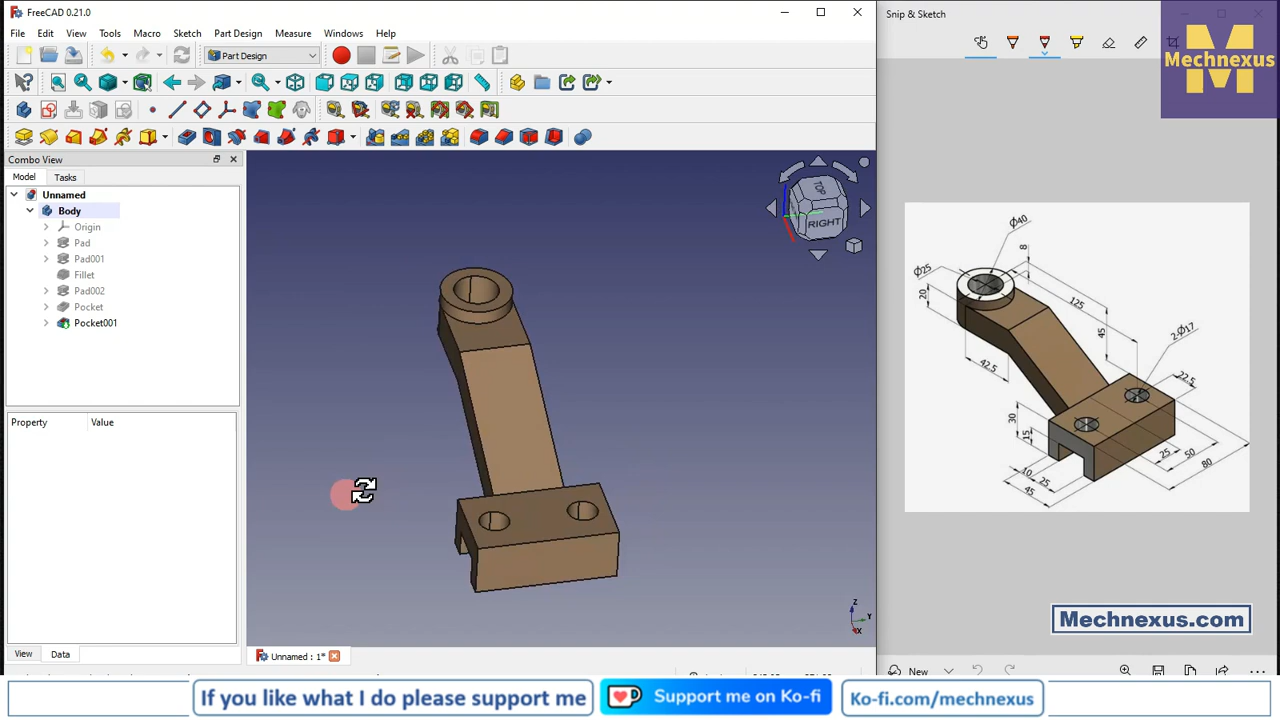 FreeCAD 0.21.0
Snip & Sketch
File Edit View Tools Macro Sketch Part Design Measure Windows Help
Part Design
M
Mechnexus
Combo View
Model Tasks
Unnamed
Body
Origin
Pad
Pad001
Fillet
Pad002
Pocket
Pocket001
Property Value
View Data
TOP
RIGHT
Z
Y
X
Unnamed : 1*
Φ40
8
Φ25
20
125
45
2-Φ17
42.5
22.5
30
15
10
25
45
25
50
80
Mechnexus.com
New
If you like what I do please support me
Support me on Ko-fi
Ko-fi.com/mechnexus